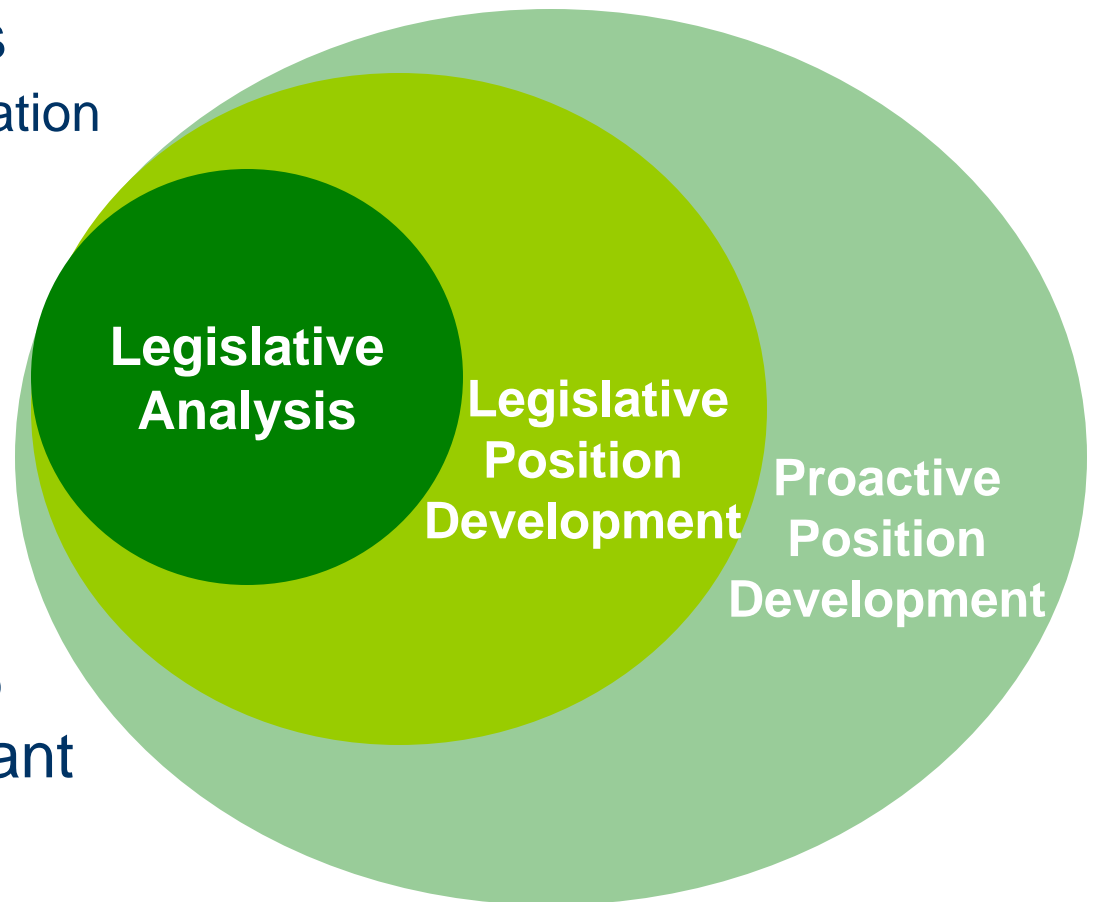 s
ation
Legislative
Analysis
Legislative
Position
Development
Proactive
Position
Development
ant